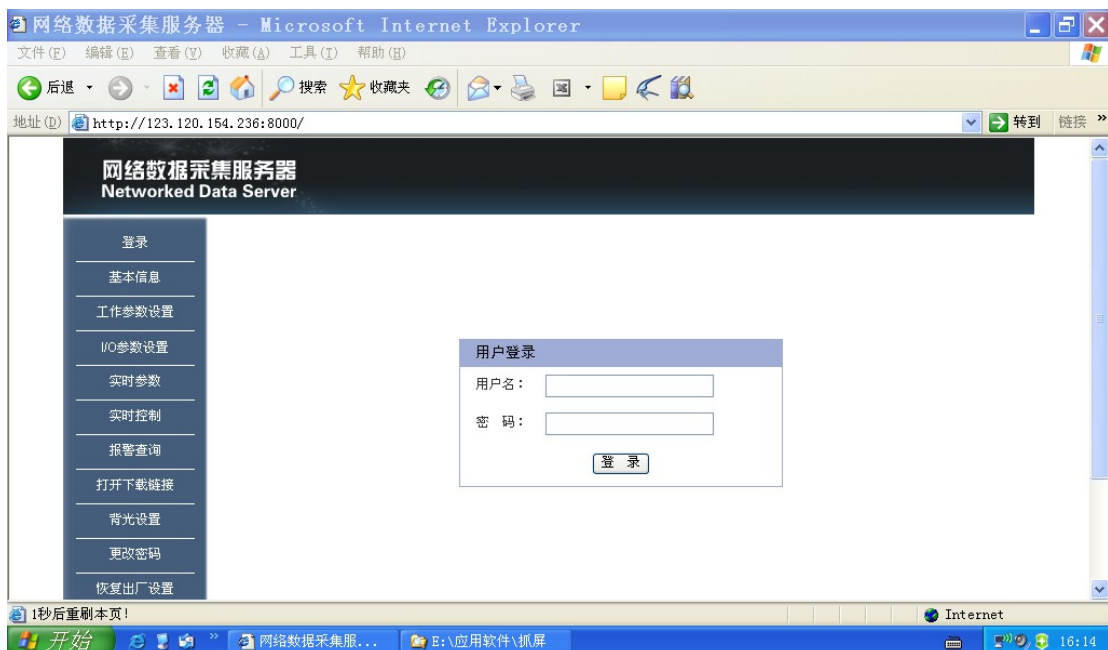 网络数据采集服务器 - Microsoft Internet Explorer
文件(F) 编辑(E) 查看(V) 收藏(A) 工具(T) 帮助(H)
后退 搜索 收藏夹
地址(D) http://123.120.154.236:8000/ 转到 链接 »
网络数据采集服务器
Networked Data Server
登录
基本信息
工作参数设置
I/O参数设置
实时参数
实时控制
报警查询
打开下载链接
背光设置
更改密码
恢复出厂设置
用户登录
用户名：
密 码：
登 录
1秒后重刷本页! Internet
开始 » 网络数据采集服... E:\应用软件\抓屏 16:14